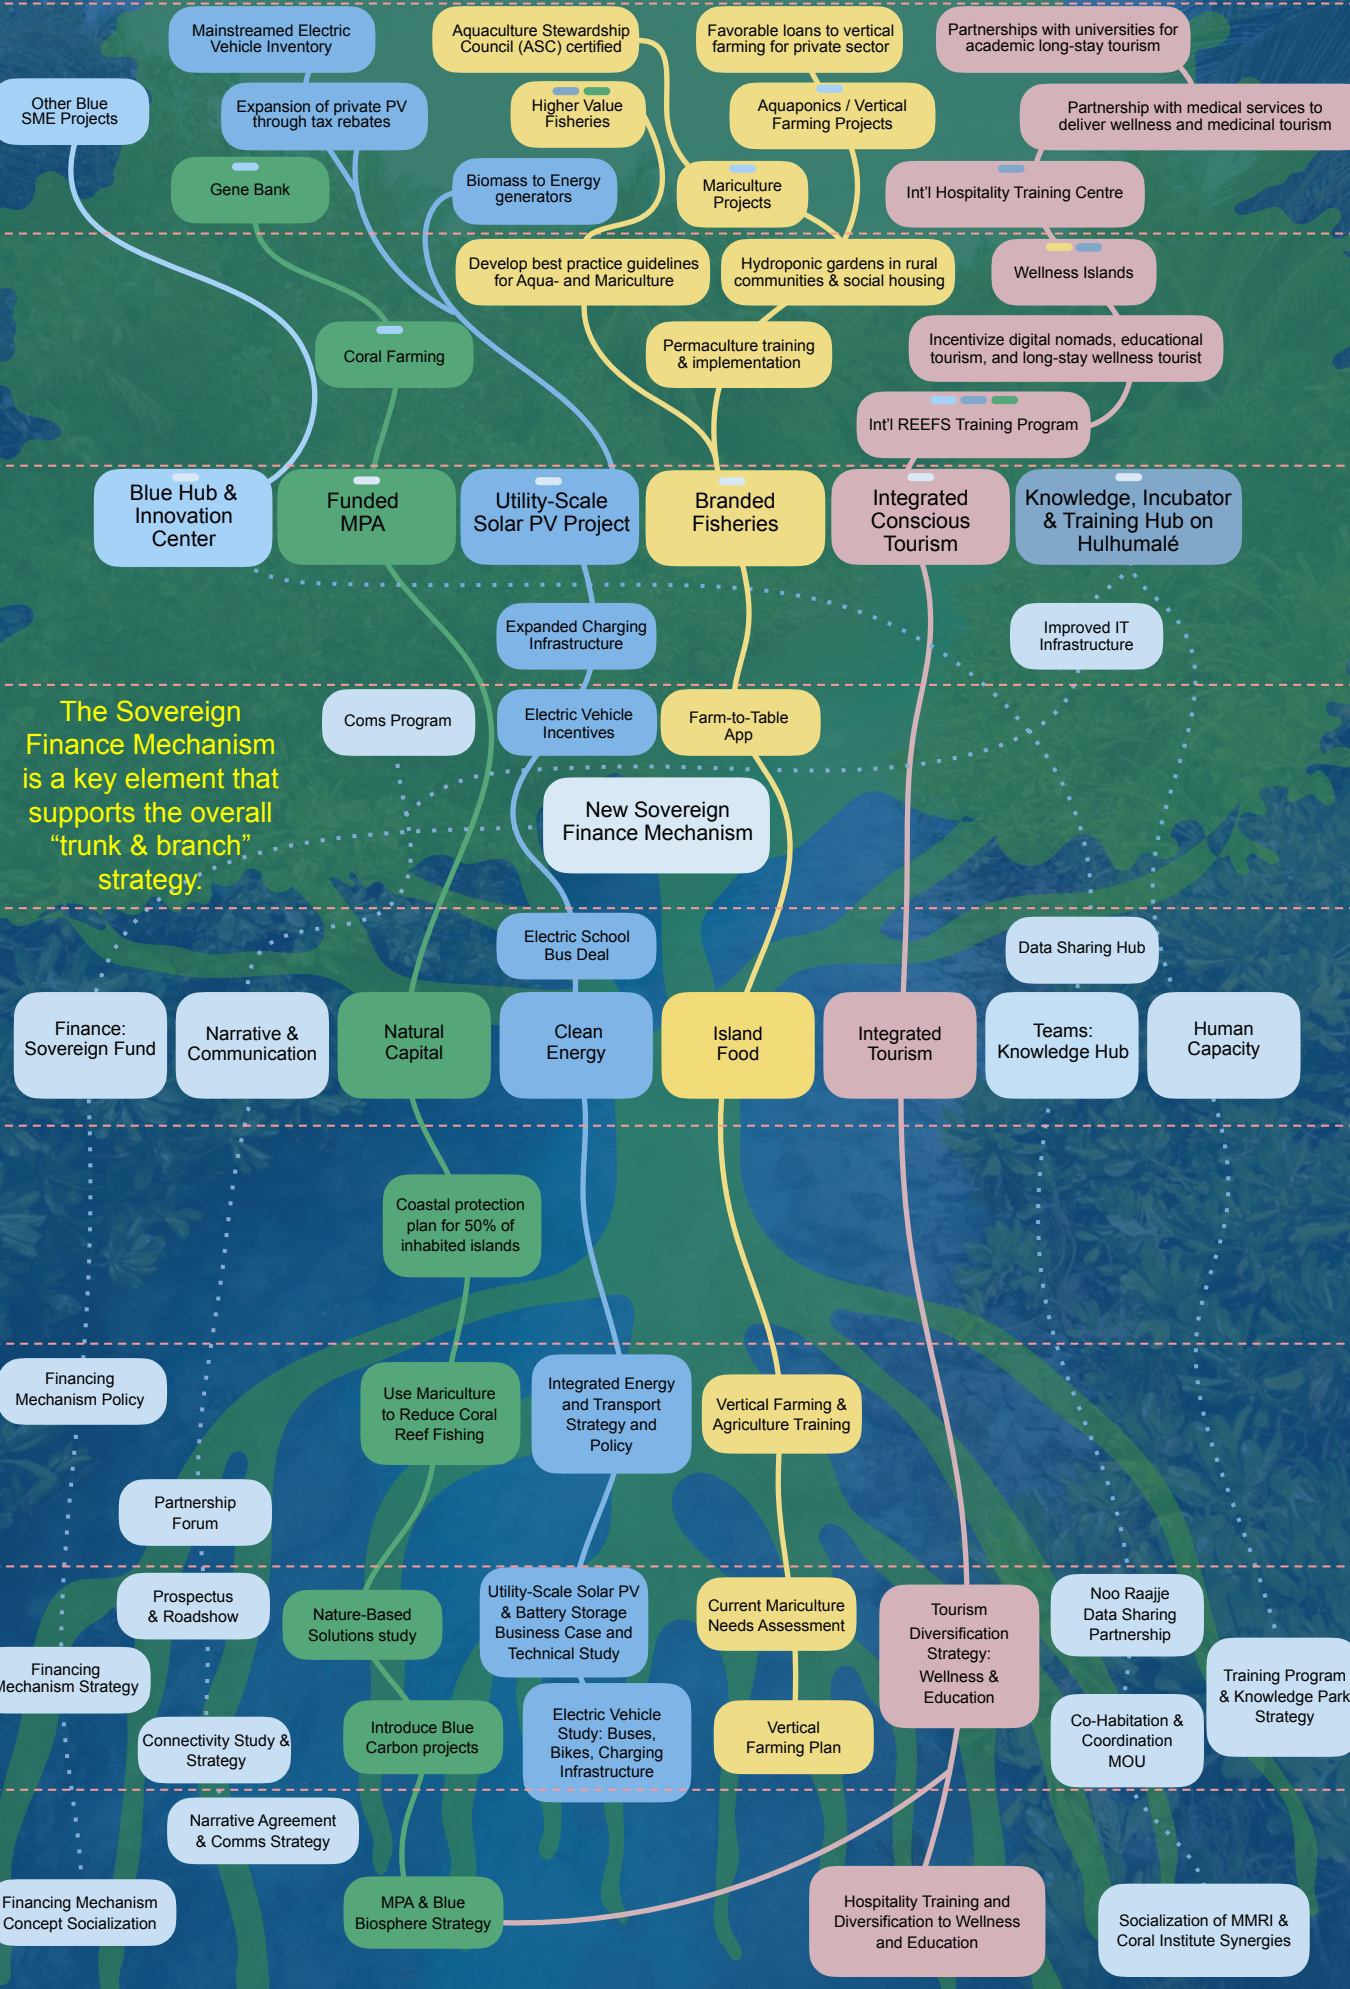 Mainstreamed Electric
Vehicle Inventory
Aquaculture Stewardship
Council (ASC) certified
Favorable loans to vertical
farming for private sector
Partnerships with universities for
academic long-stay tourism
Other Blue
SME Projects
Expansion of private PV
through tax rebates
Higher Value
Fisheries
Aquaponics / Vertical
Farming Projects
Partnership with medical services to
deliver wellness and medicinal tourism
Gene Bank
Biomass to Energy
generators
Mariculture
Projects
Int'l Hospitality Training Centre
Develop best practice guidelines
for Aqua- and Mariculture
Hydroponic gardens in rural
communities & social housing
Wellness Islands
Coral Farming
Permaculture training
& implementation
Incentivize digital nomads, educational
tourism, and long-stay wellness tourist
Int'l REEFS Training Program
Blue Hub &
Innovation
Center
Funded
MPA
Utility-Scale
Solar PV Project
Branded
Fisheries
Integrated
Conscious
Tourism
Knowledge, Incubator
& Training Hub on
Hulhumalé
Expanded Charging
Infrastructure
Improved IT
Infrastructure
The Sovereign
Finance Mechanism
is a key element that
supports the overall
“trunk & branch”
strategy.
Coms Program
Electric Vehicle
Incentives
Farm-to-Table
App
New Sovereign
Finance Mechanism
Electric School
Bus Deal
Data Sharing Hub
Finance:
Sovereign Fund
Narrative &
Communication
Natural
Capital
Clean
Energy
Island
Food
Integrated
Tourism
Teams:
Knowledge Hub
Human
Capacity
Coastal protection
plan for 50% of
inhabited islands
Financing
Mechanism Policy
Use Mariculture
to Reduce Coral
Reef Fishing
Integrated Energy
and Transport
Strategy and
Policy
Vertical Farming &
Agriculture Training
Partnership
Forum
Prospectus
& Roadshow
Nature-Based
Solutions study
Utility-Scale Solar PV
& Battery Storage
Business Case and
Technical Study
Current Mariculture
Needs Assessment
Tourism
Diversification
Strategy:
Wellness &
Education
Noo Raajje
Data Sharing
Partnership
Financing
Mechanism Strategy
Training Program
& Knowledge Park
Strategy
Connectivity Study &
Strategy
Introduce Blue
Carbon projects
Electric Vehicle
Study: Buses,
Bikes, Charging
Infrastructure
Vertical
Farming Plan
Co-Habitation &
Coordination
MOU
Narrative Agreement
& Comms Strategy
Financing Mechanism
Concept Socialization
MPA & Blue
Biosphere Strategy
Hospitality Training and
Diversification to Wellness
and Education
Socialization of MMRI &
Coral Institute Synergies